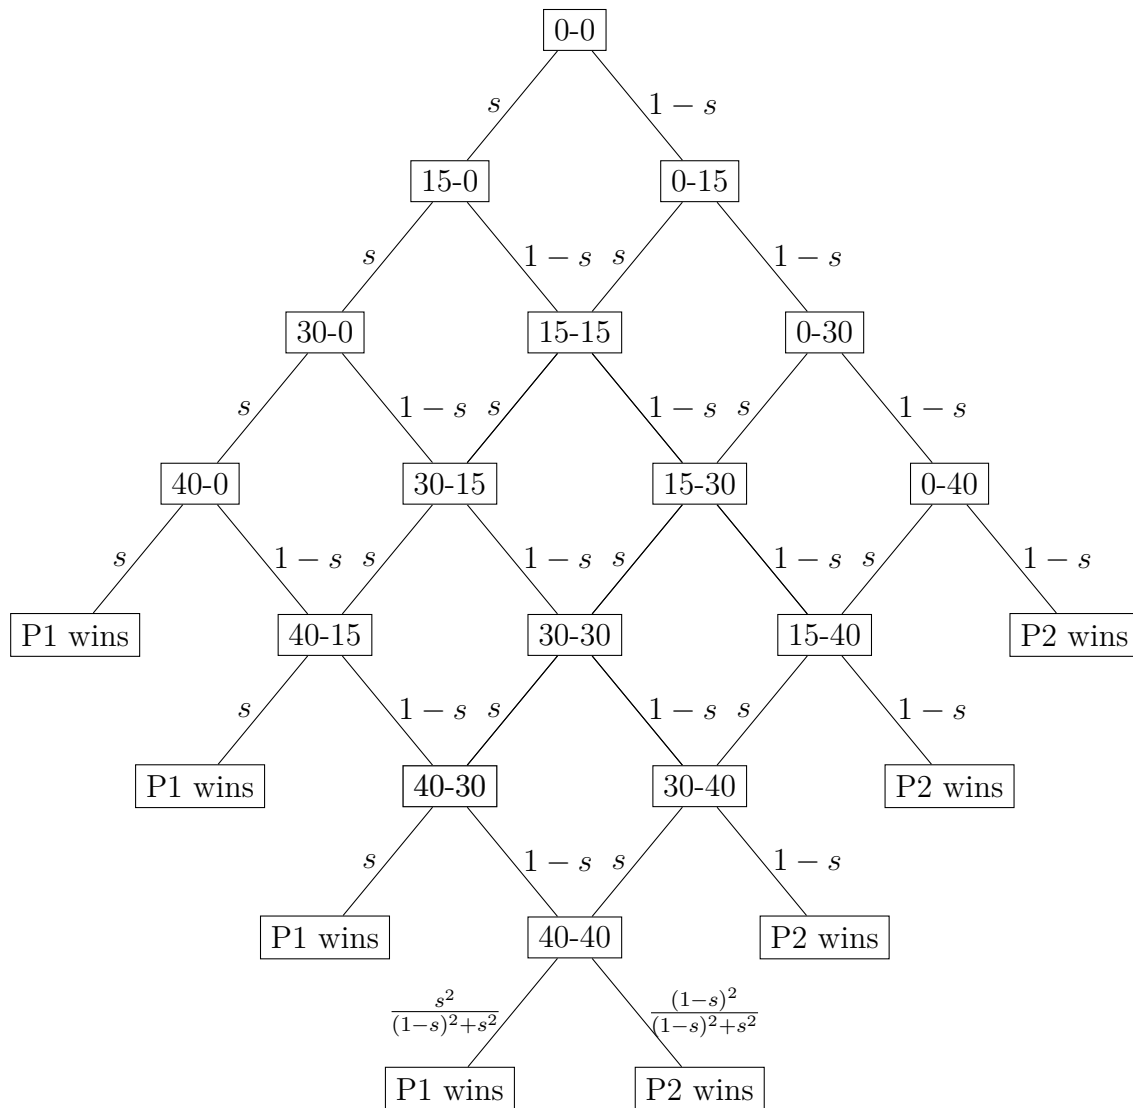 0-0
s 1 − s
15-0 0-15
s 1 − s s 1 − s
30-0 15-15 0-30
s 1 − s s 1 − s s 1 − s
40-0 30-15 15-30 0-40
s 1 − s s 1 − s s 1 − s s 1 − s
P1 wins 40-15 30-30 15-40 P2 wins
s 1 − s s 1 − s s 1 − s
P1 wins 40-30 30-40 P2 wins
s 1 − s s 1 − s
P1 wins 40-40 P2 wins
s² (1−s)²
(1−s)²+s² (1−s)²+s²
P1 wins P2 wins